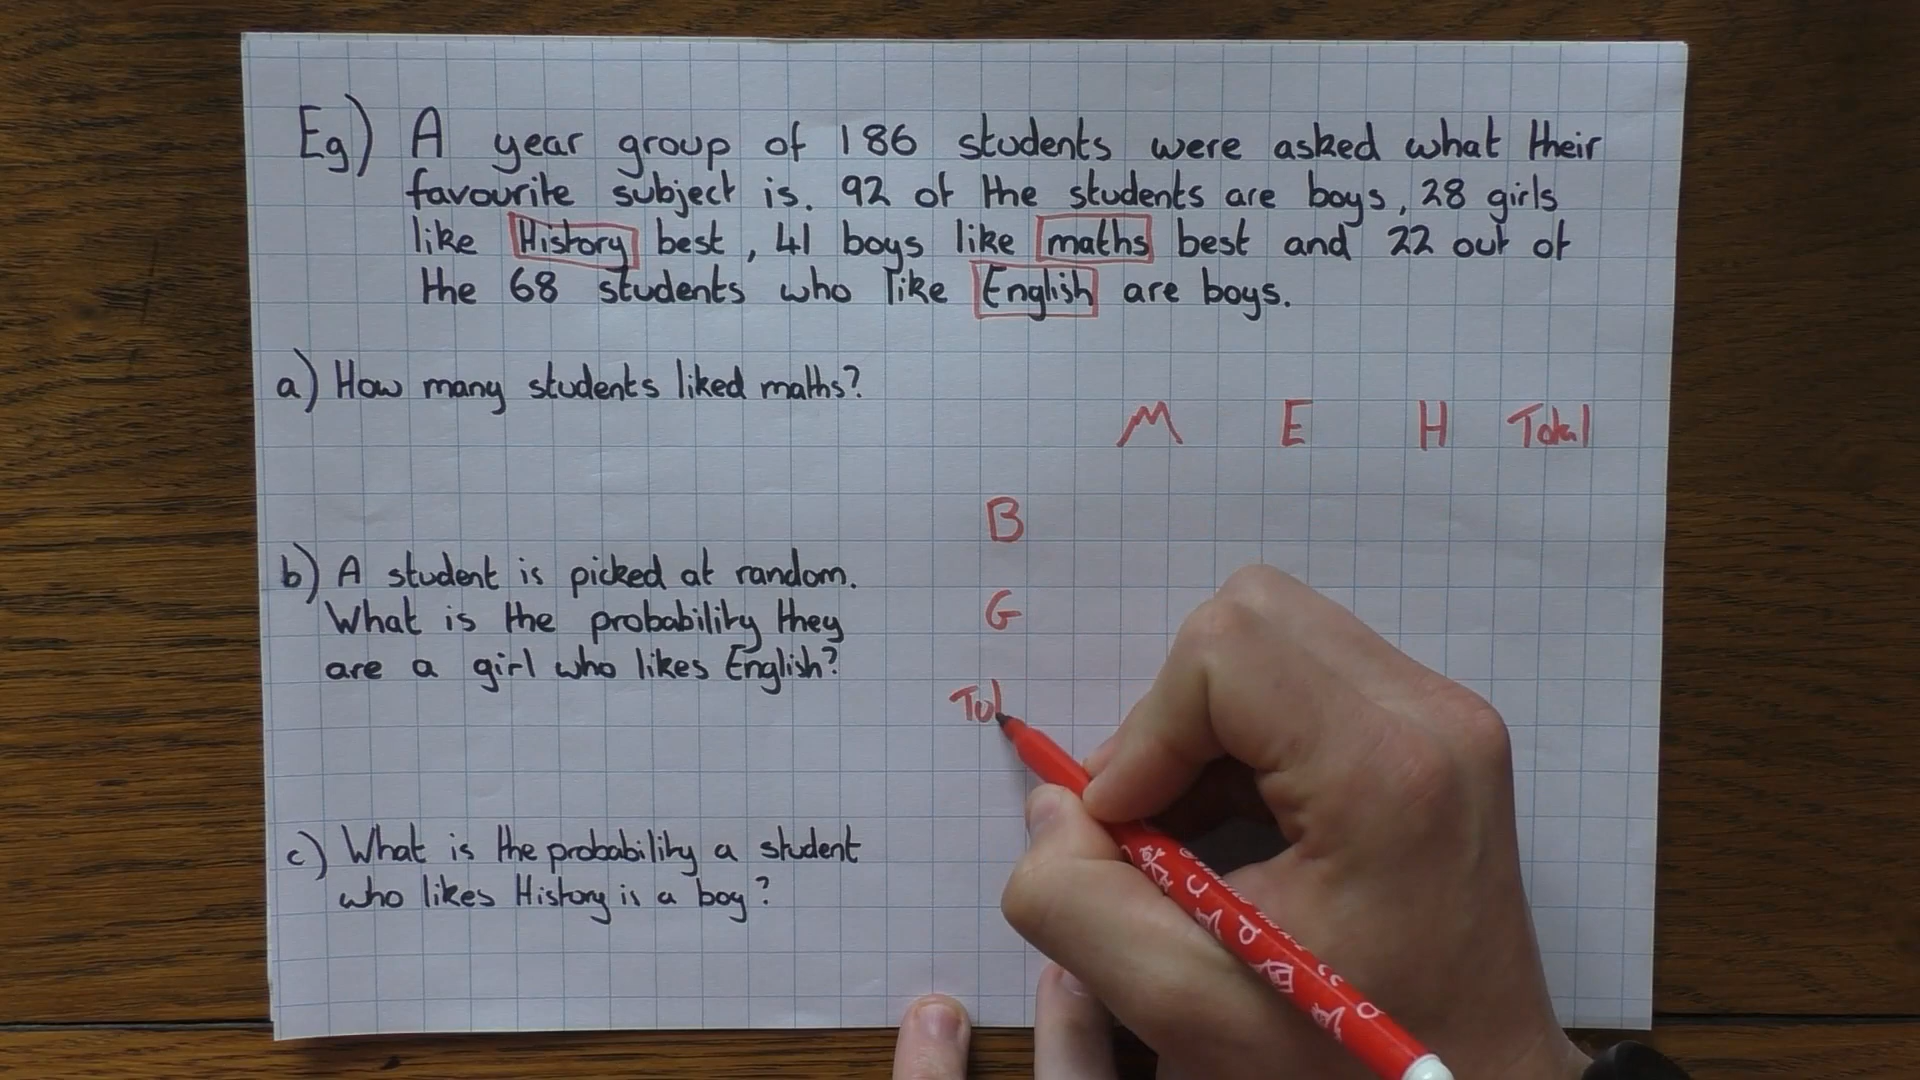 Eg) A year group of 186 students were asked what their
favourite subject is. 92 of the students are boys, 28 girls
like History best, 41 boys like maths best and 22 out of
the 68 students who like English are boys.
a) How many students liked maths?
M E H Total
B
b) A student is picked at random.
What is the probability they
are a girl who likes English?
G
Tot
c) What is the probability a student
who likes History is a boy?